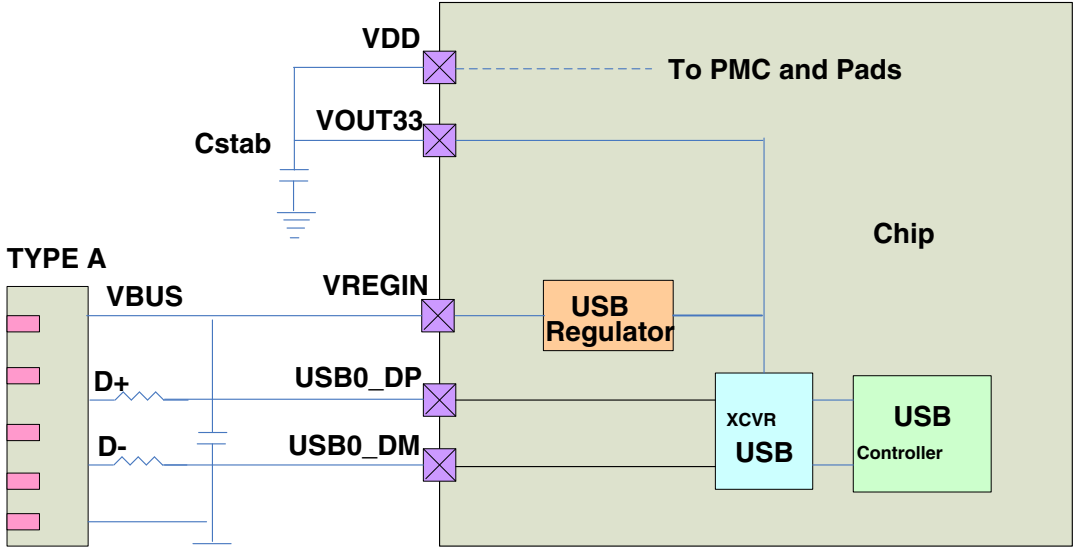 VDD
To PMC and Pads
VOUT33
Cstab
Chip
TYPE A
VBUS
VREGIN
USB
Regulator
D+
USB0_DP
XCVR
USB
USB
Controller
D-
USB0_DM